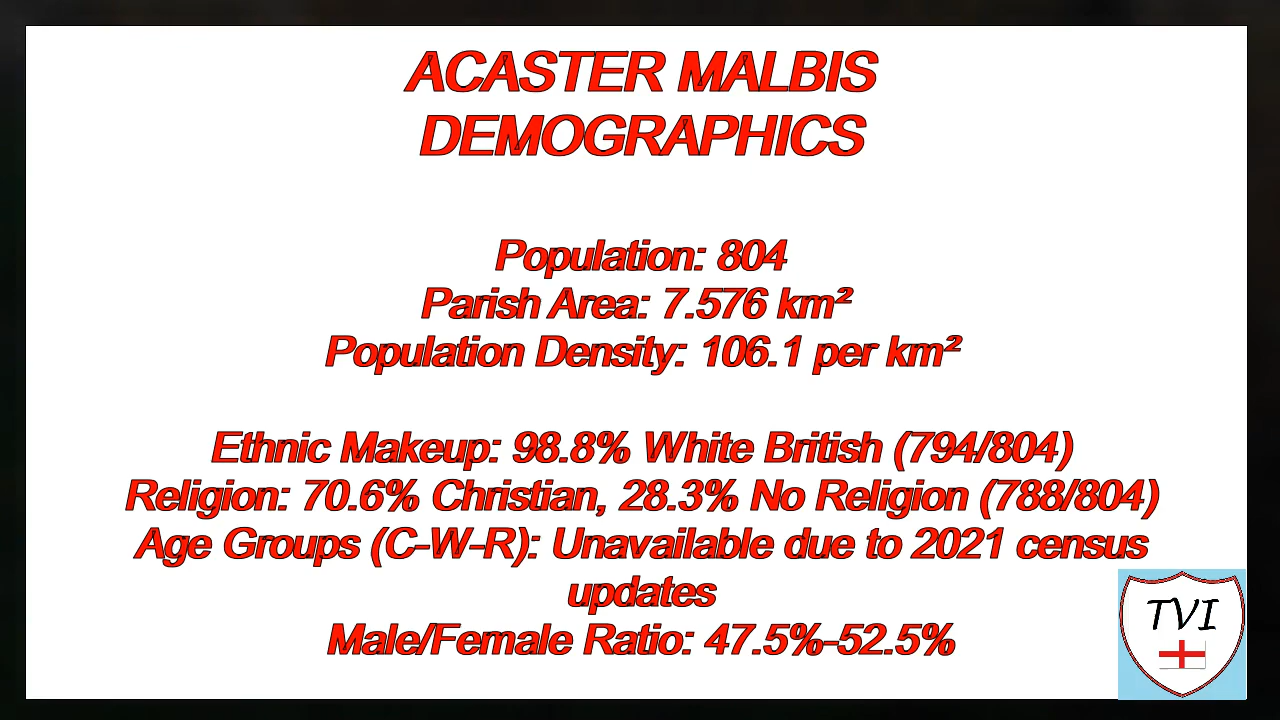 ACASTER MALBIS
DEMOGRAPHICS
Population: 804
Parish Area: 7.576 km²
Population Density: 106.1 per km²
Ethnic Makeup: 98.8% White British (794/804)
Religion: 70.6% Christian, 28.3% No Religion (788/804)
Age Groups (C-W-R): Unavailable due to 2021 census
updates
Male/Female Ratio: 47.5%-52.5%
TVI